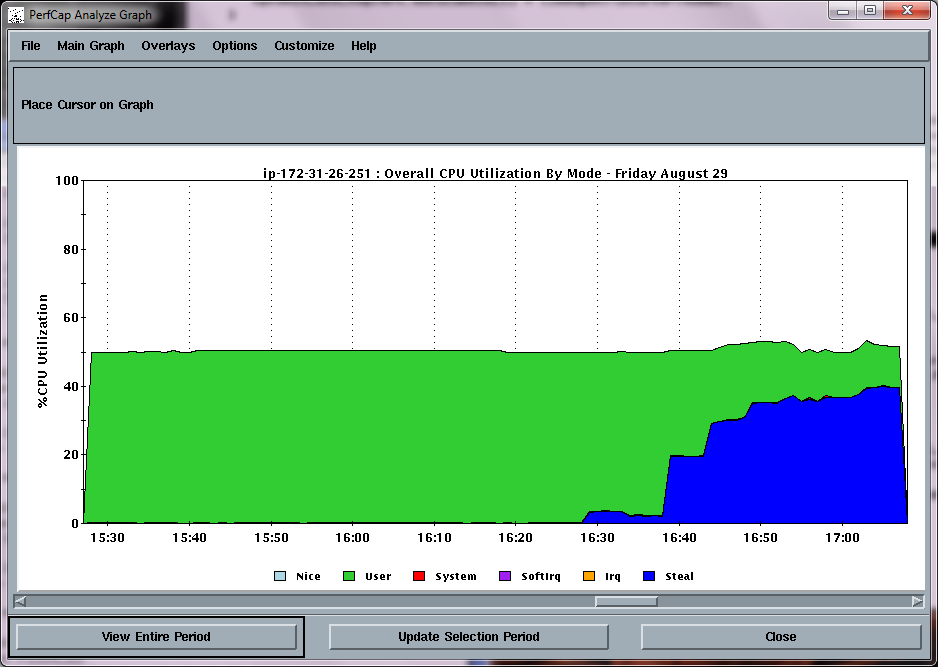 PerfCap Analyze Graph
File Main Graph Overlays Options Customize Help
Place Cursor on Graph
ip-172-31-26-251 : Overall CPU Utilization By Mode - Friday August 29
%CPU Utilization
100
80
60
40
20
0
15:30 15:40 15:50 16:00 16:10 16:20 16:30 16:40 16:50 17:00
Nice User System SoftIrq Irq Steal
View Entire Period Update Selection Period Close